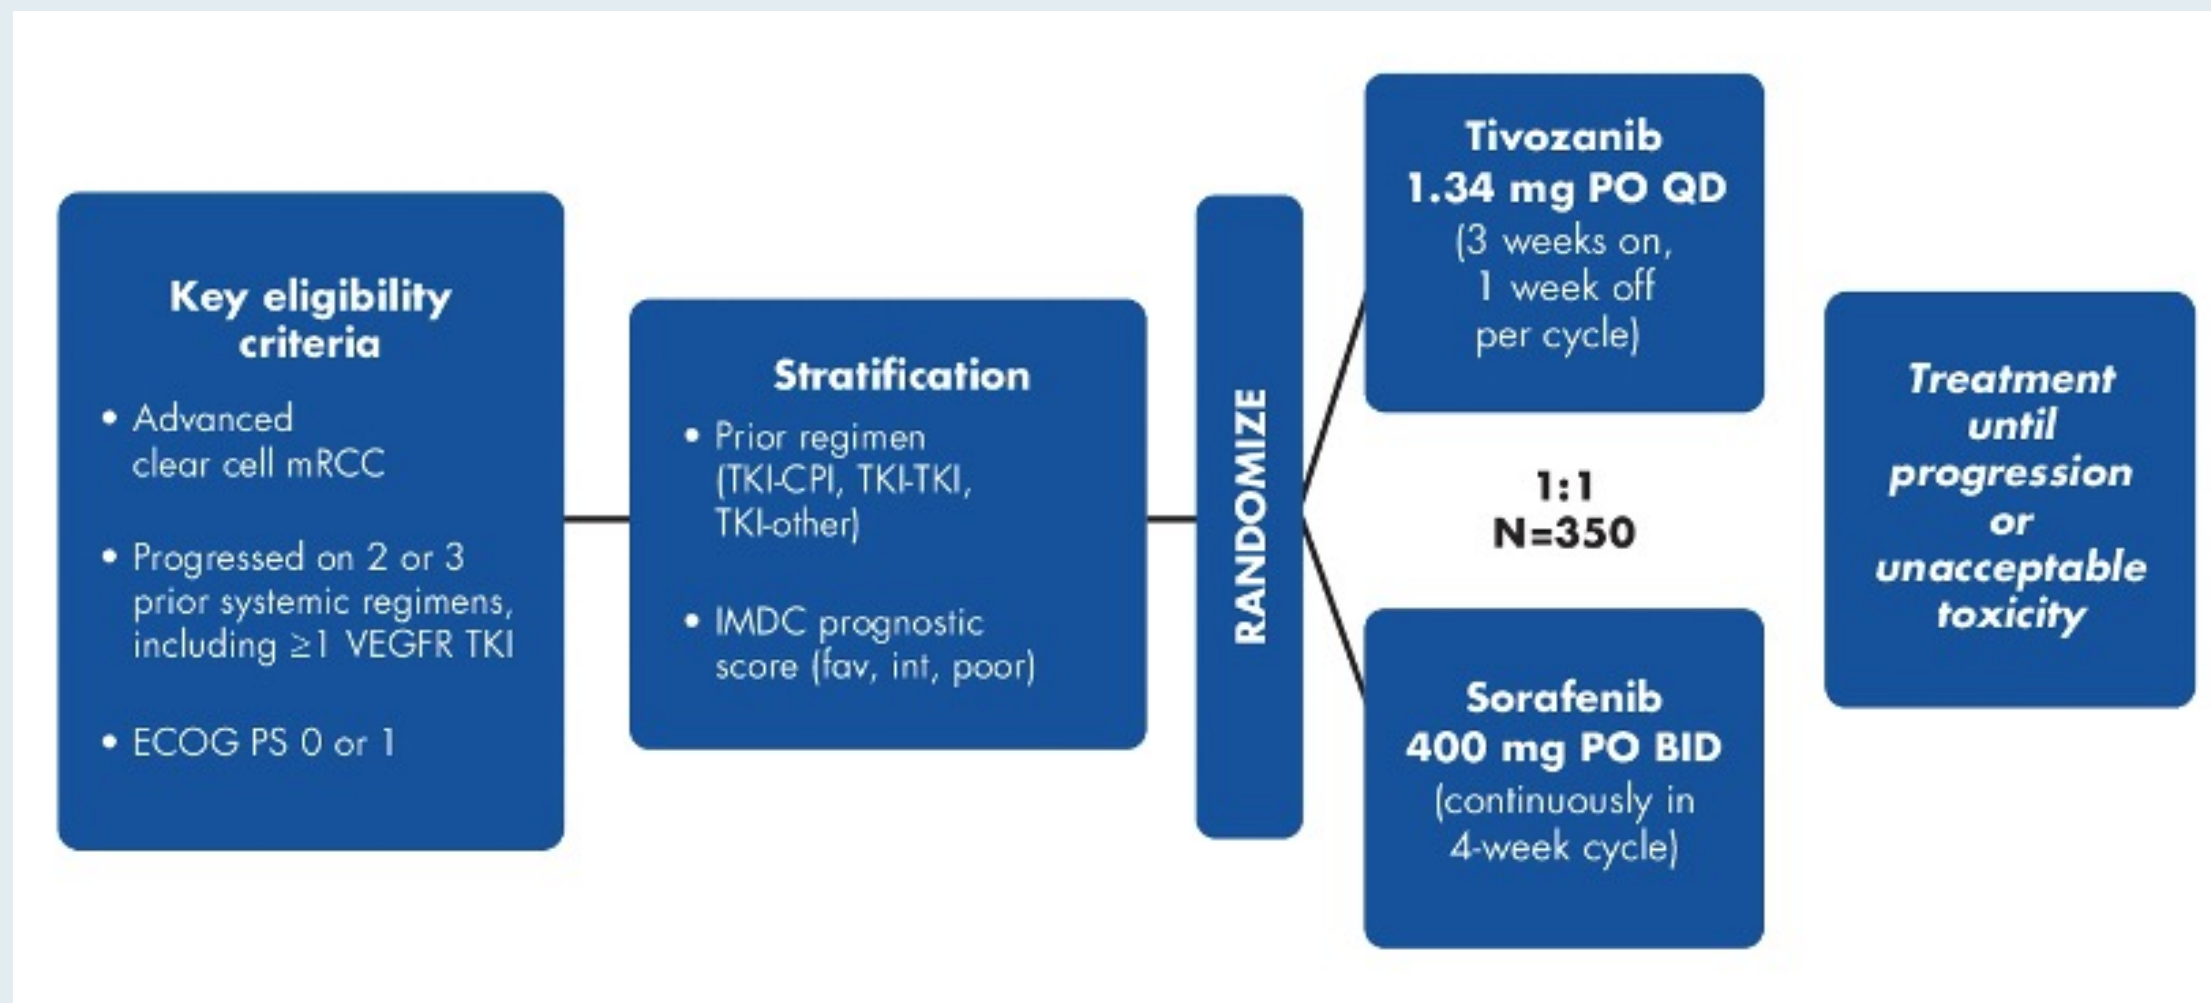 Key eligibility
criteria
• Advanced
clear cell mRCC
• Progressed on 2 or 3
prior systemic regimens,
including ≥1 VEGFR TKI
• ECOG PS 0 or 1
Stratification
• Prior regimen
(TKI-CPI, TKI-TKI,
TKI-other)
• IMDC prognostic
score (fav, int, poor)
RANDOMIZE
Tivozanib
1.34 mg PO QD
(3 weeks on,
1 week off
per cycle)
1:1
N=350
Sorafenib
400 mg PO BID
(continuously in
4-week cycle)
Treatment
until
progression
or
unacceptable
toxicity